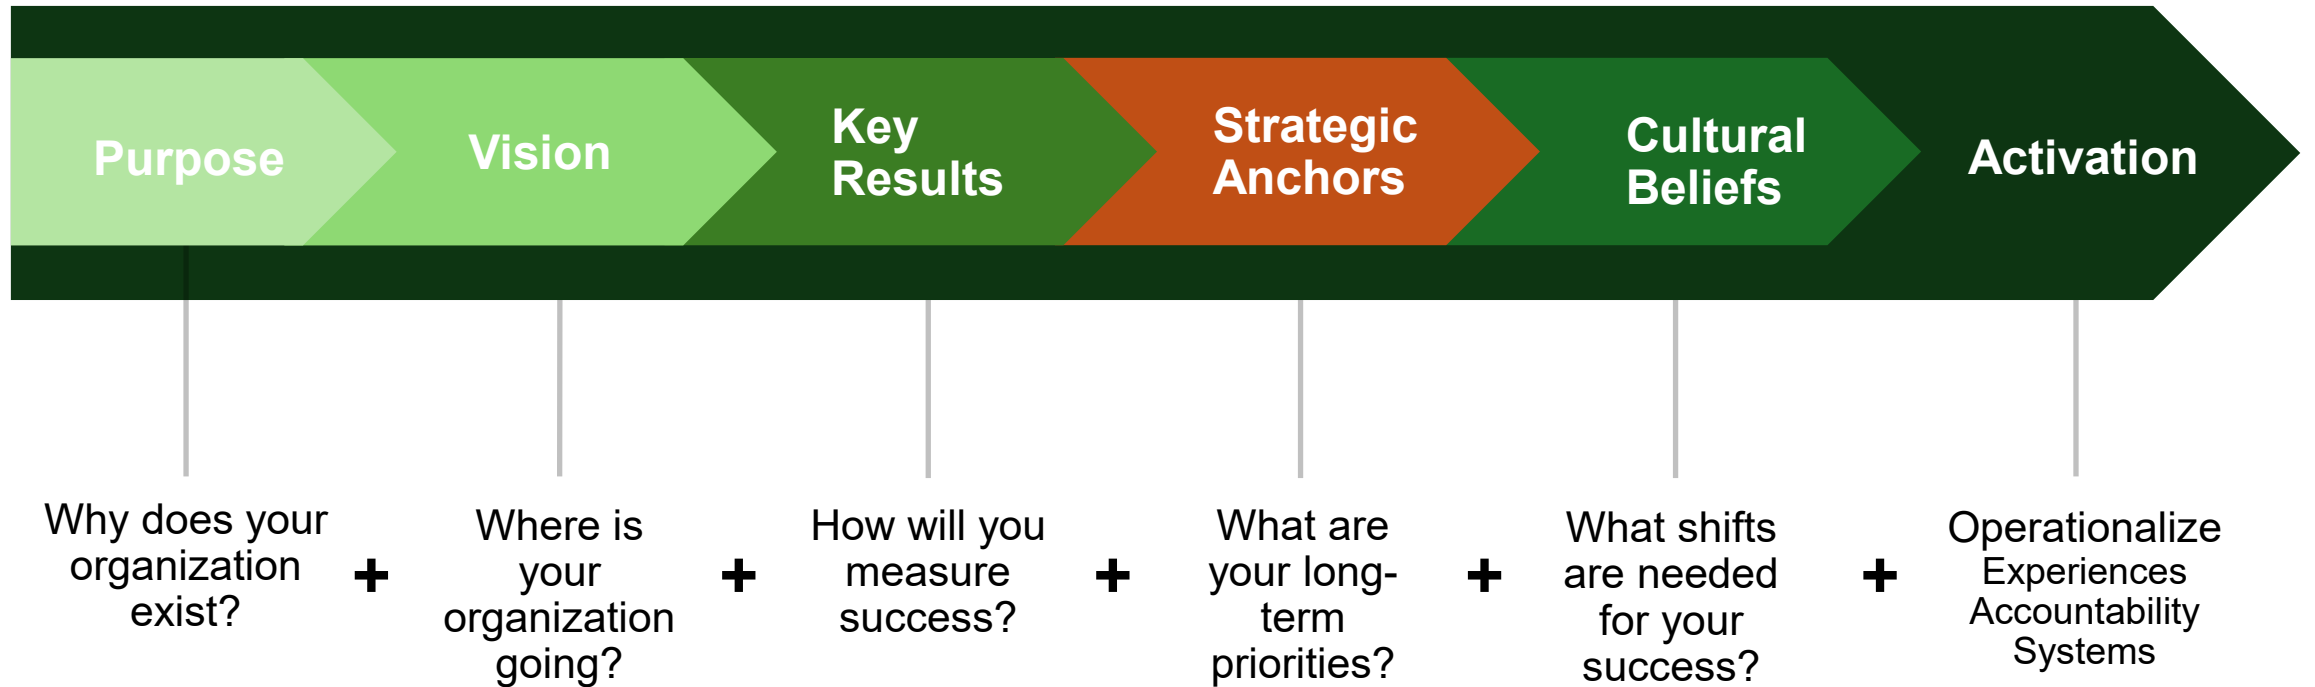 Purpose
Vision
Key
Results
Strategic
Anchors
Cultural
Beliefs
Activation
Why does your
organization
exist?
+
Where is
your
organization
going?
+
How will you
measure
success?
+
What are
your long-
term
priorities?
+
What shifts
are needed
for your
success?
+
Operationalize
Experiences
Accountability
Systems